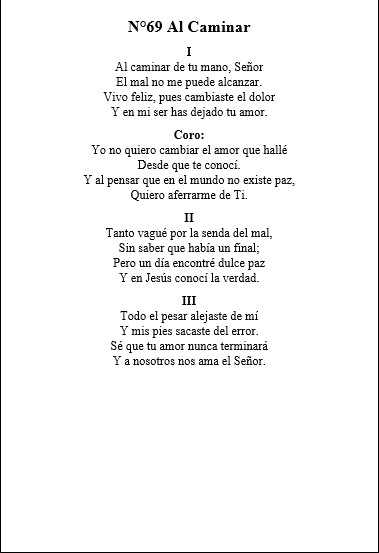 N°69 Al Caminar
I
Al caminar de tu mano, Señor
El mal no me puede alcanzar.
Vivo feliz, pues cambiaste el dolor
Y en mi ser has dejado tu amor.
Coro:
Yo no quiero cambiar el amor que hallé
Desde que te conocí.
Y al pensar que en el mundo no existe paz,
Quiero aferrarme de Ti.
II
Tanto vagué por la senda del mal,
Sin saber que había un final;
Pero un día encontré dulce paz
Y en Jesús conocí la verdad.
III
Todo el pesar alejaste de mí
Y mis pies sacaste del error.
Sé que tu amor nunca terminará
Y a nosotros nos ama el Señor.